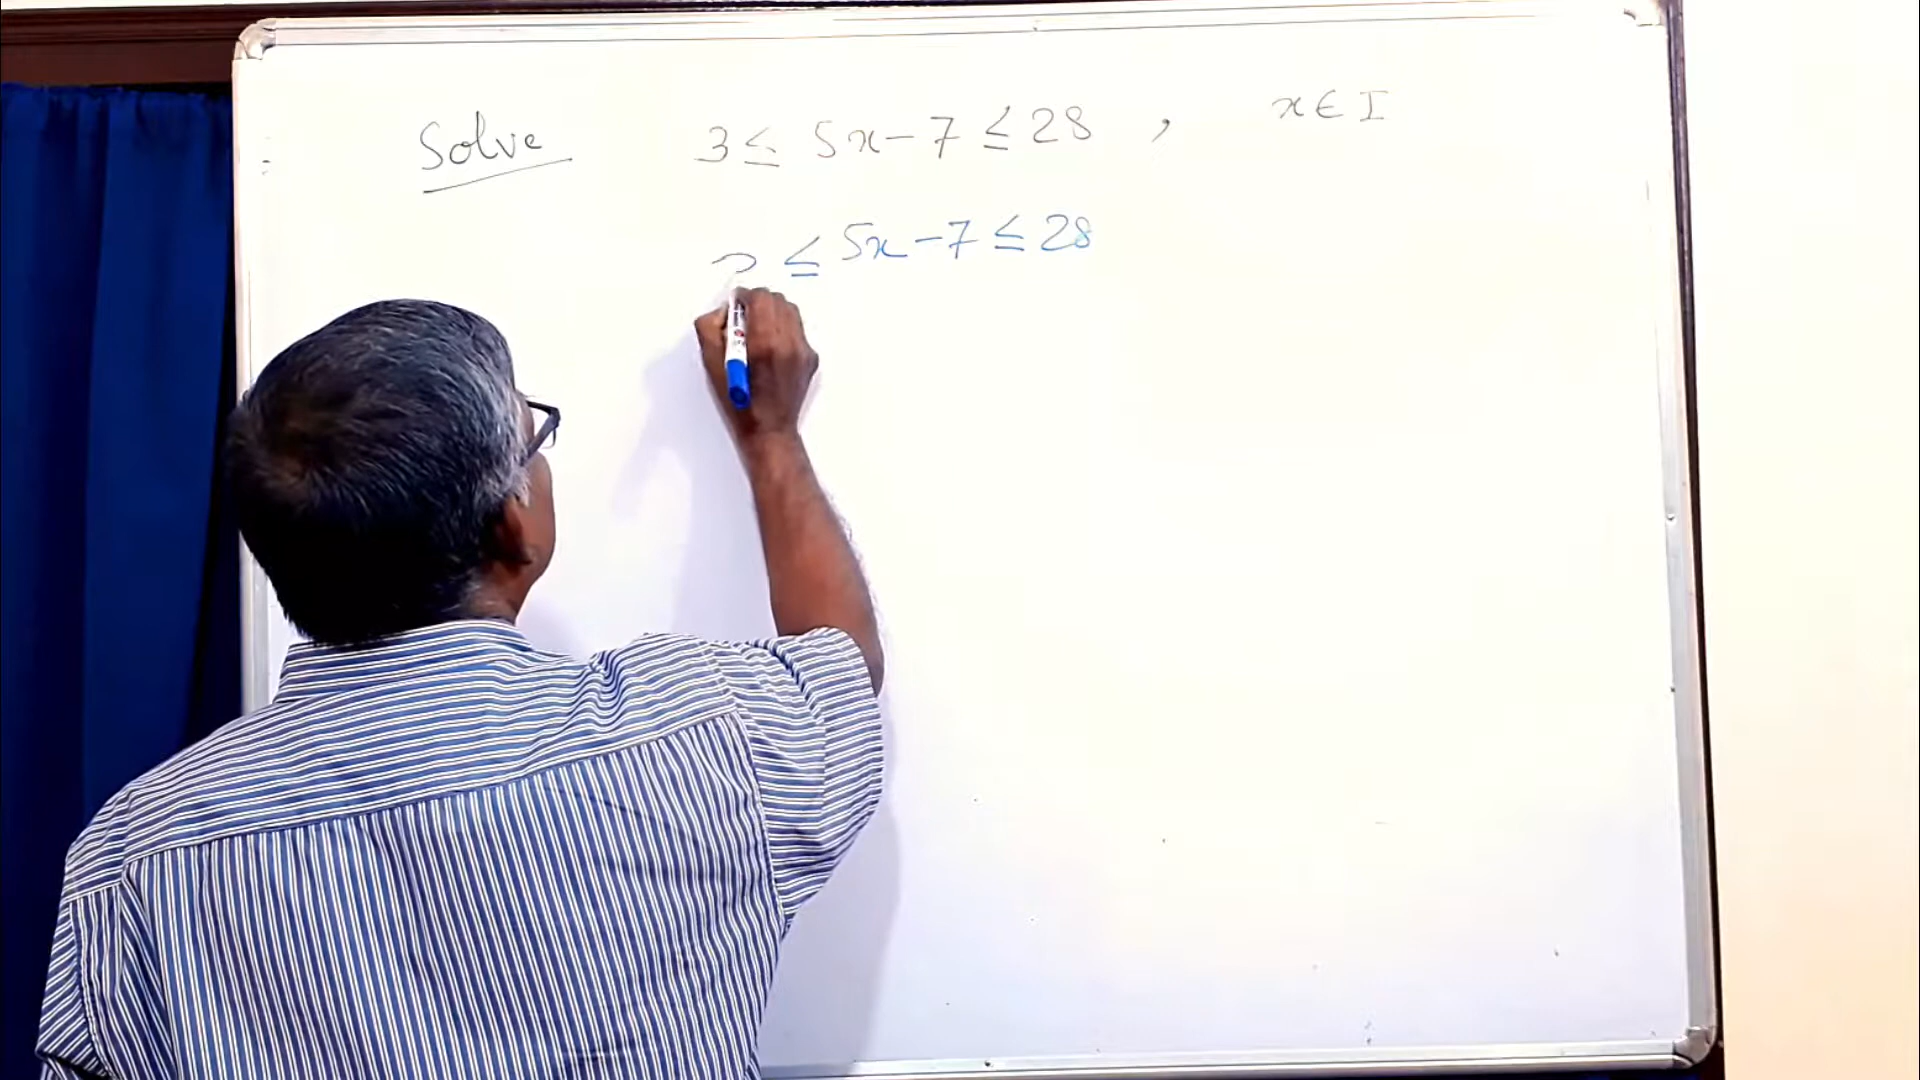 Solve 3 ≤ 5x - 7 ≤ 28 , x ∈ I
≤ 5x - 7 ≤ 28